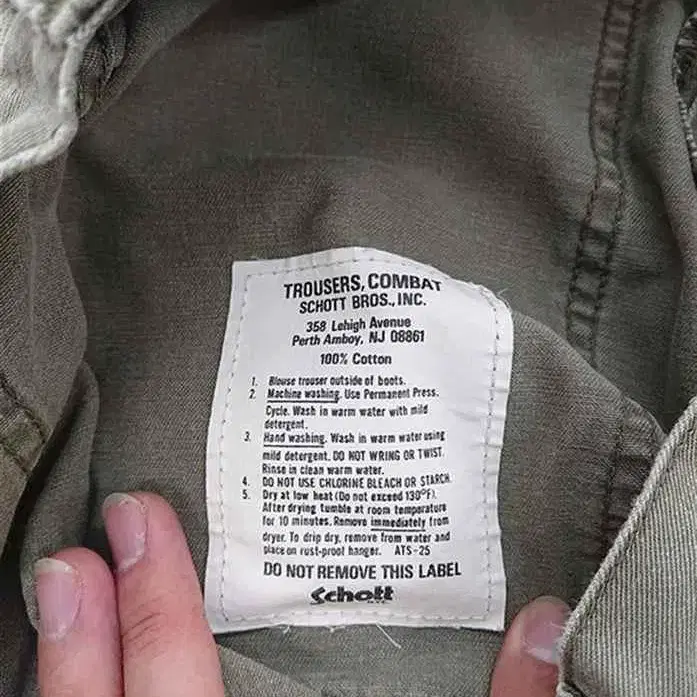 TROUSERS, COMBAT
SCHOTT BROS., INC.
358 Lehigh Avenue
Perth Amboy, NJ 08861
100% Cotton
1. Blouse trouser outside of boots.
2. Machine washing. Use Permanent Press.
Cycle. Wash in warm water with mild
detergent.
3. Hand washing. Wash in warm water using
mild detergent. DO NOT WRING OR TWIST.
Rinse in clean warm water.
4. DO NOT USE CHLORINE BLEACH OR STARCH.
5. Dry at low heat (Do not exceed 130°F).
After drying tumble at room temperature
for 10 minutes. Remove immediately from
dryer. To drip dry, remove from water and
place on rust-proof hanger. ATS-25
DO NOT REMOVE THIS LABEL
Schott